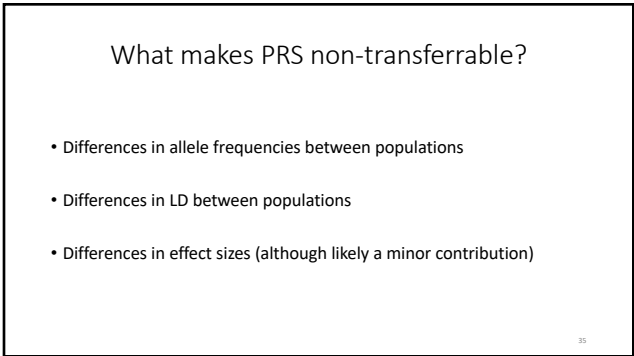 What makes PRS non-transferrable?
• Differences in allele frequencies between populations
• Differences in LD between populations
• Differences in effect sizes (although likely a minor contribution)
35